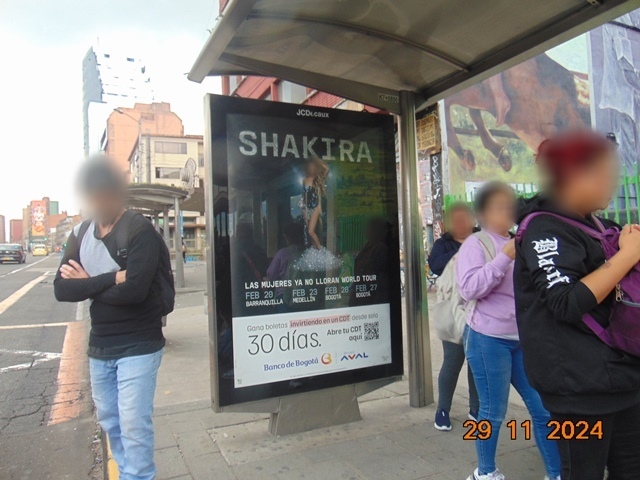 JCDecaux
SHAKIRA
LAS MUJERES YA NO LLORAN WORLD TOUR
FEB 20 FEB 23 FEB 26 FEB 27
BARRANQUILLA MEDELLÍN BOGOTÁ BOGOTÁ
Gana boletas invirtiendo en un CDT desde solo
30 días.
Abre tu CDT
aquí
Banco de Bogotá
AVAL
29 11 2024